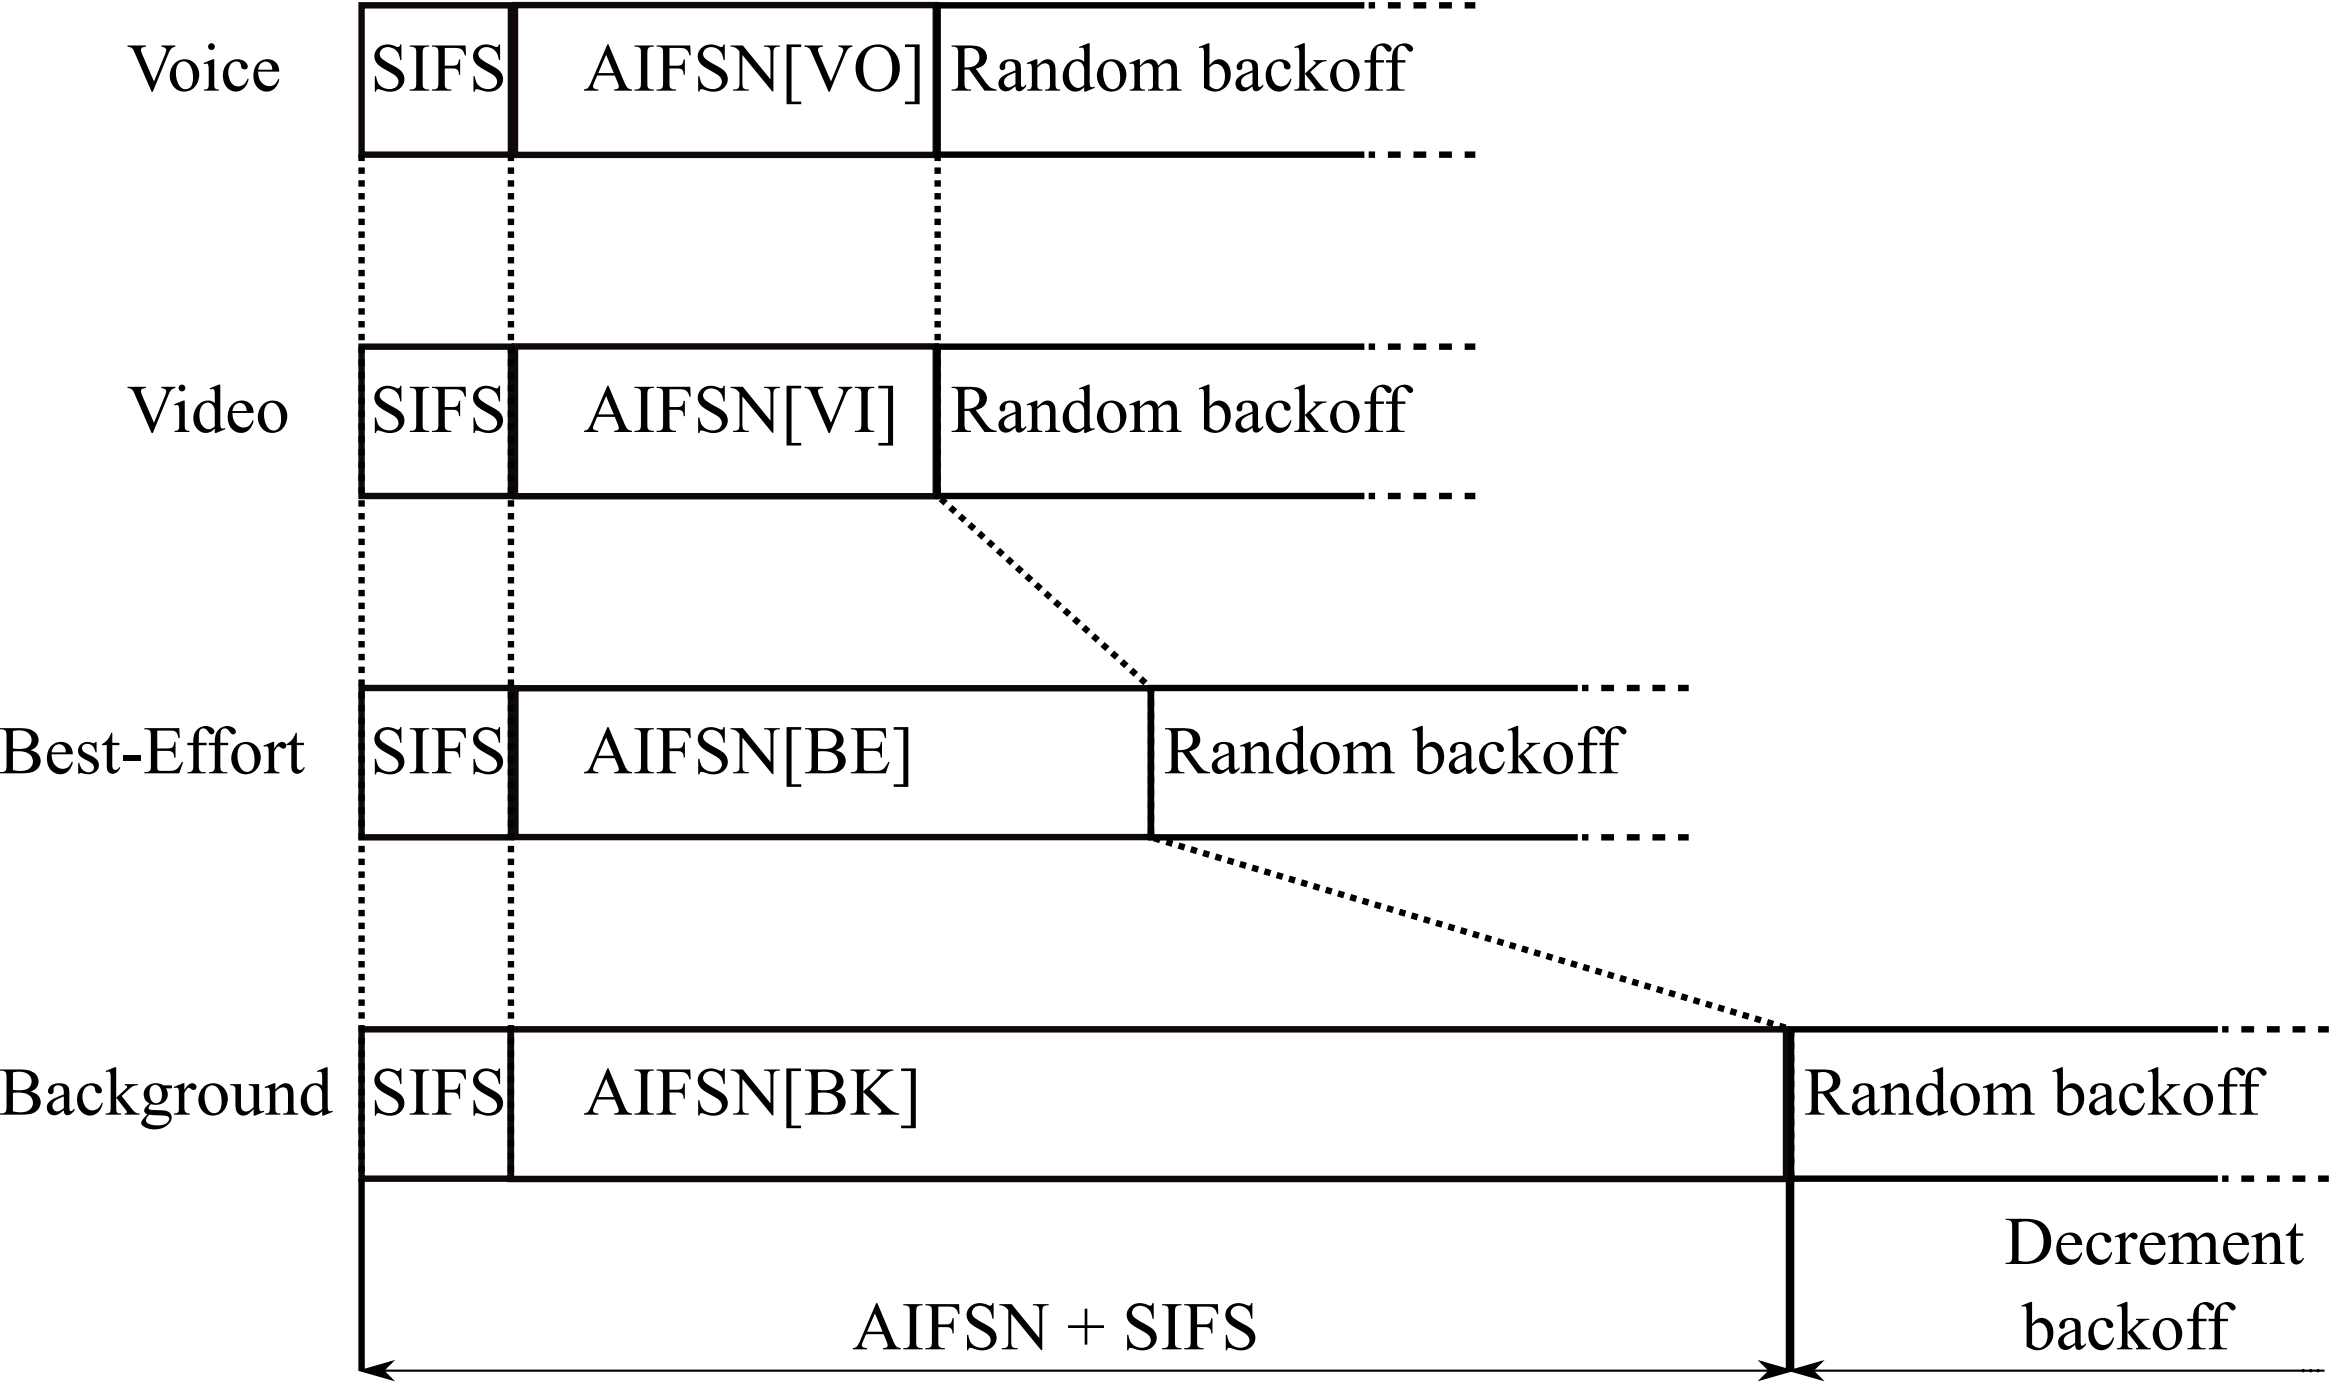 Voice SIFS AIFSN[VO] Random backoff
Video SIFS AIFSN[VI] Random backoff
Best-Effort SIFS AIFSN[BE] Random backoff
Background SIFS AIFSN[BK] Random backoff
Decrement
backoff
AIFSN + SIFS